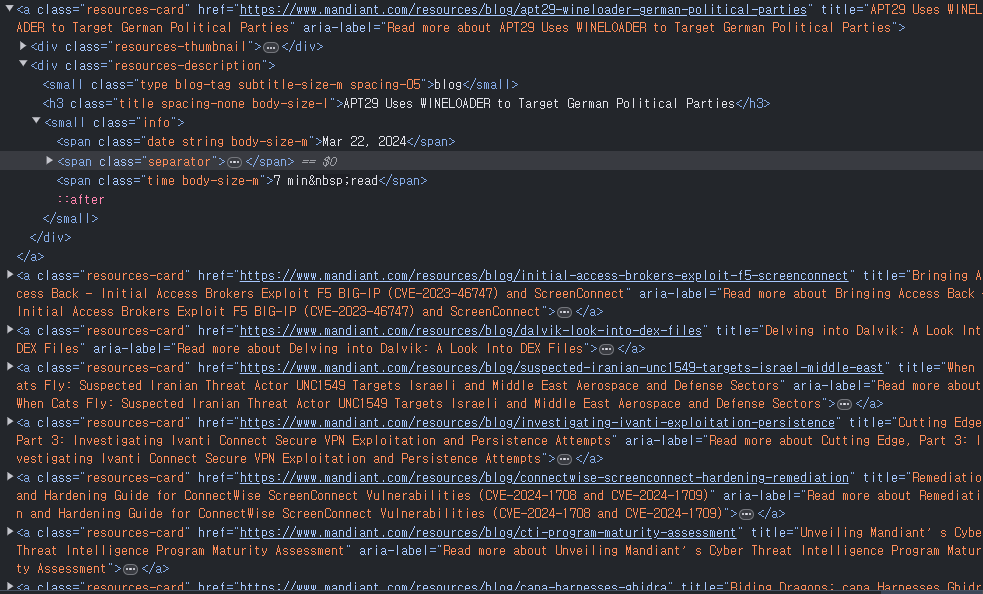 ▼<a class="resources-card" href="https://www.mandiant.com/resources/blog/apt29-wineloader-german-political-parties" title="APT29 Uses WINEL
OADER to Target German Political Parties" aria-label="Read more about APT29 Uses WINELOADER to Target German Political Parties">
▶<div class="resources-thumbnail">…</div>
▼<div class="resources-description">
<small class="type blog-tag subtitle-size-m spacing-05">blog</small>
<h3 class="title spacing-none body-size-l">APT29 Uses WINELOADER to Target German Political Parties</h3>
▼<small class="info">
<span class="date string body-size-m">Mar 22, 2024</span>
▶<span class="separator">…</span> == $0
<span class="time body-size-m">7 min&nbsp;read</span>
::after
</small>
</div>
</a>
▶<a class="resources-card" href="https://www.mandiant.com/resources/blog/initial-access-brokers-exploit-f5-screenconnect" title="Bringing A
cess Back – Initial Access Brokers Exploit F5 BIG-IP (CVE-2023-46747) and ScreenConnect" aria-label="Read more about Bringing Access Back –
Initial Access Brokers Exploit F5 BIG-IP (CVE-2023-46747) and ScreenConnect">…</a>
▶<a class="resources-card" href="https://www.mandiant.com/resources/blog/dalvik-look-into-dex-files" title="Delving into Dalvik: A Look Int
DEX Files" aria-label="Read more about Delving into Dalvik: A Look Into DEX Files">…</a>
▶<a class="resources-card" href="https://www.mandiant.com/resources/blog/suspected-iranian-unc1549-targets-israel-middle-east" title="When
ats Fly: Suspected Iranian Threat Actor UNC1549 Targets Israeli and Middle East Aerospace and Defense Sectors" aria-label="Read more about
When Cats Fly: Suspected Iranian Threat Actor UNC1549 Targets Israeli and Middle East Aerospace and Defense Sectors">…</a>
▶<a class="resources-card" href="https://www.mandiant.com/resources/blog/investigating-ivanti-exploitation-persistence" title="Cutting Edge
Part 3: Investigating Ivanti Connect Secure VPN Exploitation and Persistence Attempts" aria-label="Read more about Cutting Edge, Part 3: I
vestigating Ivanti Connect Secure VPN Exploitation and Persistence Attempts">…</a>
▶<a class="resources-card" href="https://www.mandiant.com/resources/blog/connectwise-screenconnect-hardening-remediation" title="Remediatio
and Hardening Guide for ConnectWise ScreenConnect Vulnerabilities (CVE-2024-1708 and CVE-2024-1709)" aria-label="Read more about Remediati
n and Hardening Guide for ConnectWise ScreenConnect Vulnerabilities (CVE-2024-1708 and CVE-2024-1709)">…</a>
▶<a class="resources-card" href="https://www.mandiant.com/resources/blog/cti-program-maturity-assessment" title="Unveiling Mandiant’s Cyber
Threat Intelligence Program Maturity Assessment" aria-label="Read more about Unveiling Mandiant’s Cyber Threat Intelligence Program Matur
ty Assessment">…</a>
▶<a class="resources-card" href="https://www.mandiant.com/resources/blog/capa-harnesses-ghidra" title="Riding Dragons: capa Harnesses Ghidr